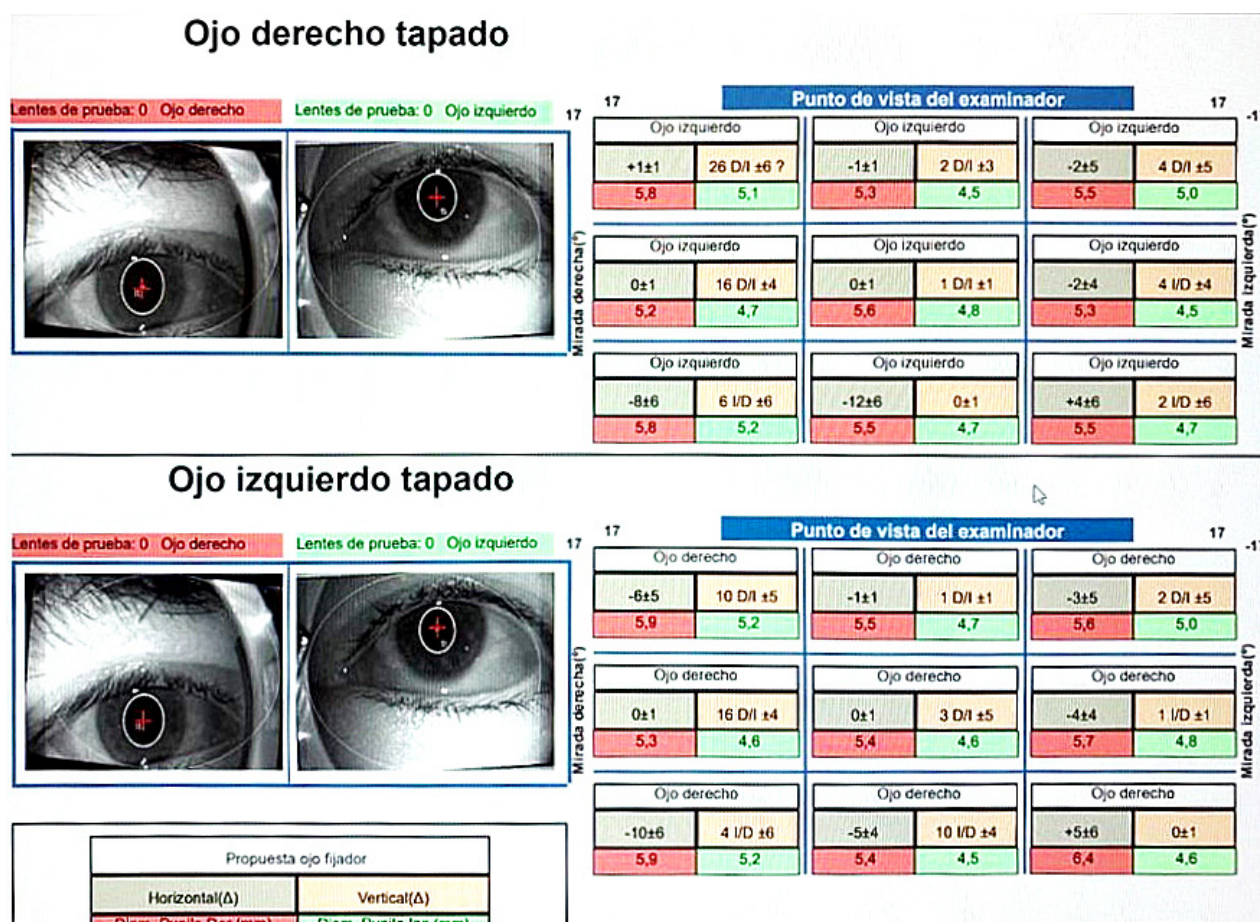 Ojo derecho tapado
Lentes de prueba: 0 Ojo derecho
Lentes de prueba: 0 Ojo izquierdo
17
17
Punto de vista del examinador
17
-1
Mirada derecha(°)
Mirada izquierda(°)
Ojo izquierdo
Ojo izquierdo
Ojo izquierdo
+1±1 26 D/I ±6 ? -1±1 2 D/I ±3 -2±5 4 D/I ±5
5,8 5,1 5,3 4,5 5,5 5,0
Ojo izquierdo
Ojo izquierdo
Ojo izquierdo
0±1 16 D/I ±4 0±1 1 D/I ±1 -2±4 4 I/D ±4
5,2 4,7 5,6 4,8 5,3 4,5
Ojo izquierdo
Ojo izquierdo
Ojo izquierdo
-8±6 6 I/D ±6 -12±6 0±1 +4±6 2 I/D ±6
5,8 5,2 5,5 4,7 5,5 4,7
Ojo izquierdo tapado
Lentes de prueba: 0 Ojo derecho
Lentes de prueba: 0 Ojo izquierdo
17
17
Punto de vista del examinador
17
-17
Mirada derecha(°)
Mirada izquierda(°)
Ojo derecho
Ojo derecho
Ojo derecho
-6±5 10 D/I ±5 -1±1 1 D/I ±1 -3±5 2 D/I ±5
5,9 5,2 5,5 4,7 5,6 5,0
Ojo derecho
Ojo derecho
Ojo derecho
0±1 16 D/I ±4 0±1 3 D/I ±5 -4±4 1 I/D ±1
5,3 4,6 5,4 4,6 5,7 4,8
Ojo derecho
Ojo derecho
Ojo derecho
-10±6 4 I/D ±6 -5±4 10 I/D ±4 +5±6 0±1
5,9 5,2 5,4 4,5 6,4 4,6
Propuesta ojo fijador
Horizontal(Δ) Vertical(Δ)